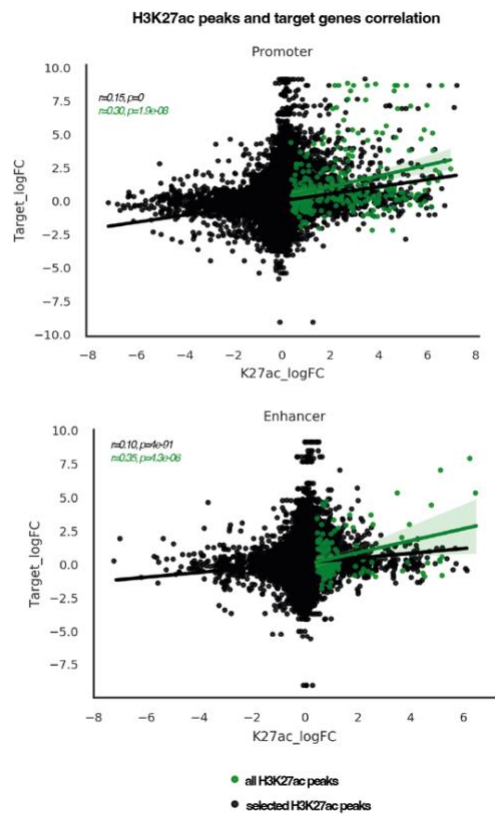 H3K27ac peaks and target genes correlation
Promoter
10.0
7.5
5.0
2.5
0.0
−2.5
−5.0
−7.5
−10.0
r=0.15, p=0
r=0.30, p=1.9e-08
Target_logFC
−8 −6 −4 −2 0 2 4 6 8
K27ac_logFC
Enhancer
10.0
7.5
5.0
2.5
0.0
−2.5
−5.0
−7.5
r=0.10, p=4e-91
r=0.35, p=4.3e-06
Target_logFC
−8 −6 −4 −2 0 2 4 6
K27ac_logFC
all H3K27ac peaks
selected H3K27ac peaks